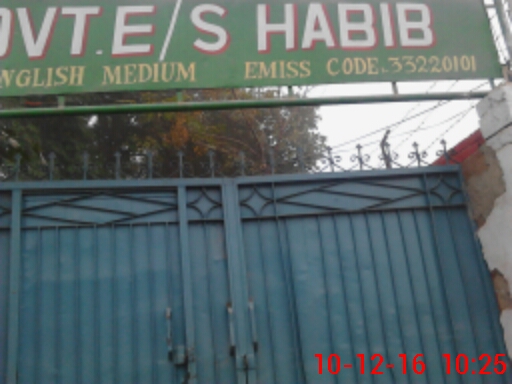 OVT. E/S HABIB
NGLISH MEDIUM EMISS CODE.33220101
10-12-16 10:25